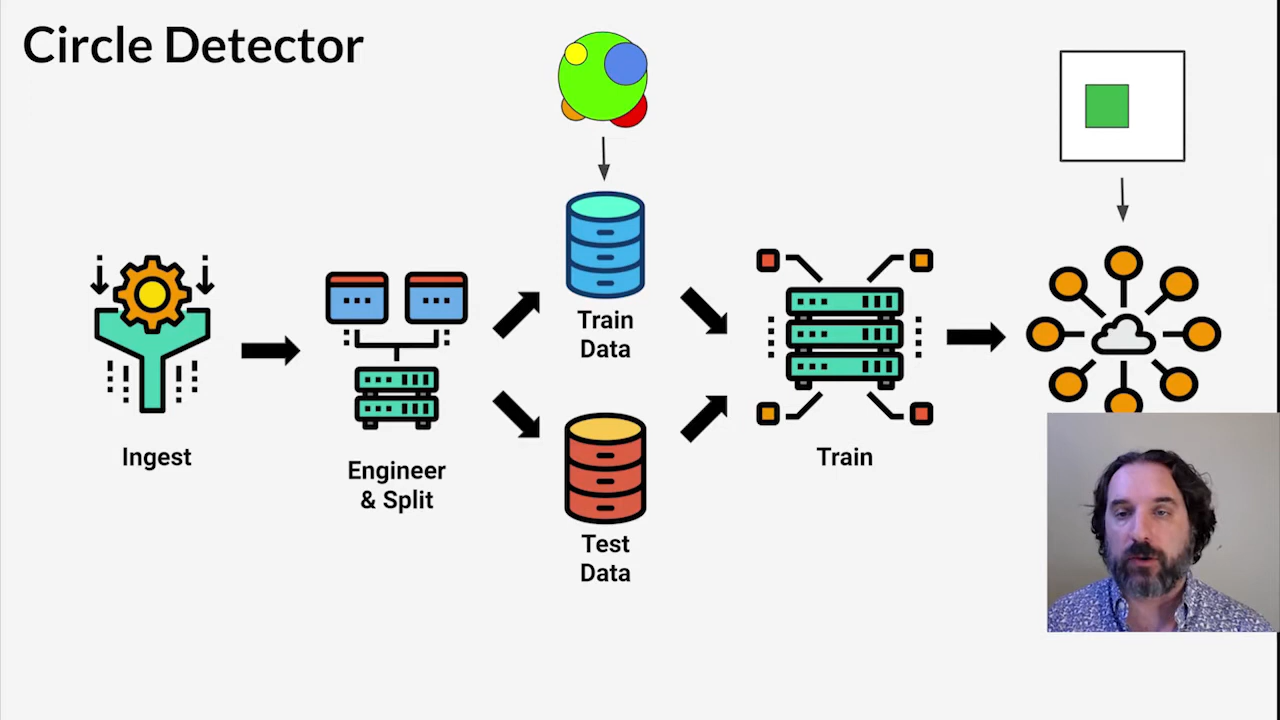 Circle Detector
Ingest
Engineer
& Split
Train
Data
Test
Data
Train